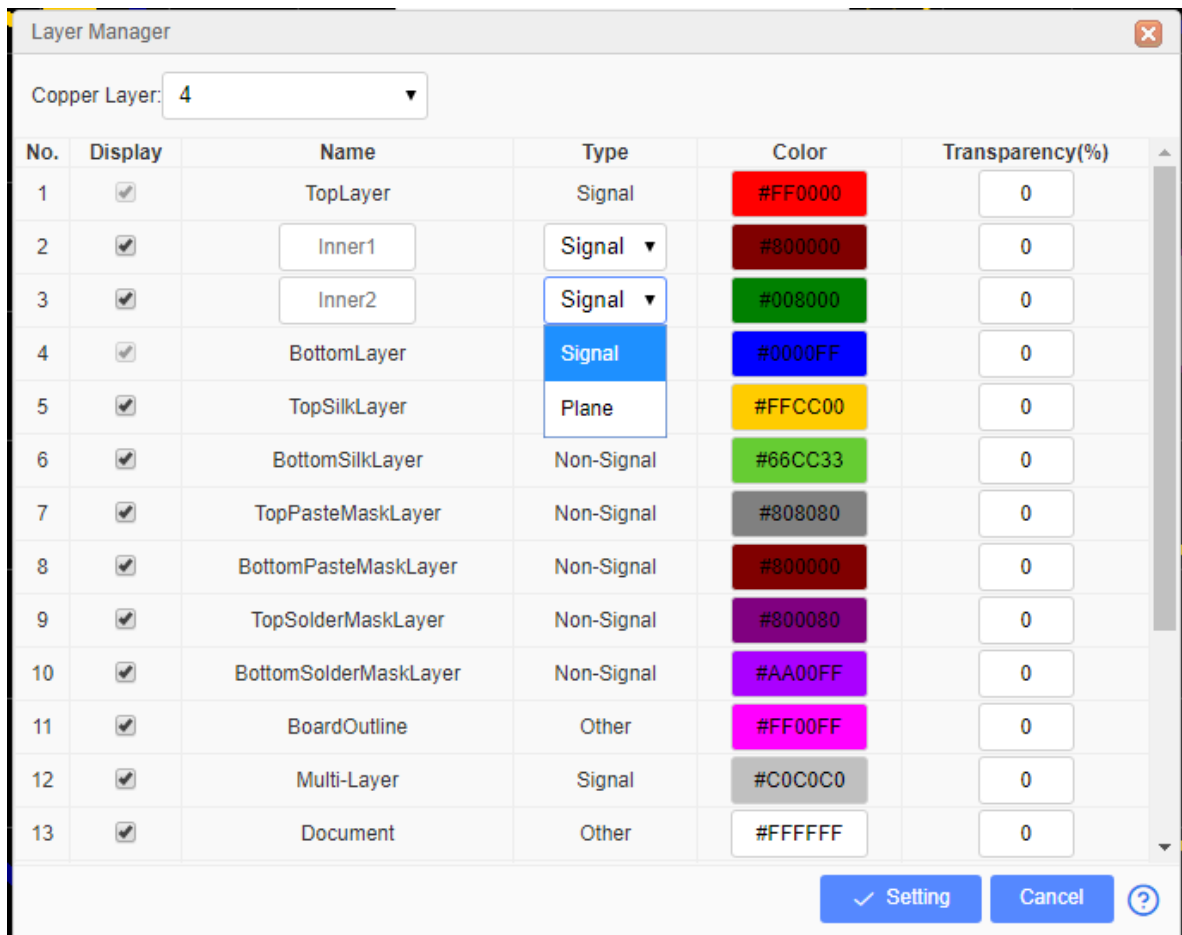 Layer Manager
Copper Layer: 4
No. Display Name Type Color Transparency(%)
1 TopLayer Signal #FF0000 0
2 Inner1 Signal #800000 0
3 Inner2 Signal #008000 0
4 BottomLayer Signal #0000FF 0
5 TopSilkLayer Plane #FFCC00 0
6 BottomSilkLayer Non-Signal #66CC33 0
7 TopPasteMaskLayer Non-Signal #808080 0
8 BottomPasteMaskLayer Non-Signal #800000 0
9 TopSolderMaskLayer Non-Signal #800080 0
10 BottomSolderMaskLayer Non-Signal #AA00FF 0
11 BoardOutline Other #FF00FF 0
12 Multi-Layer Signal #C0C0C0 0
13 Document Other #FFFFFF 0
Setting Cancel ?